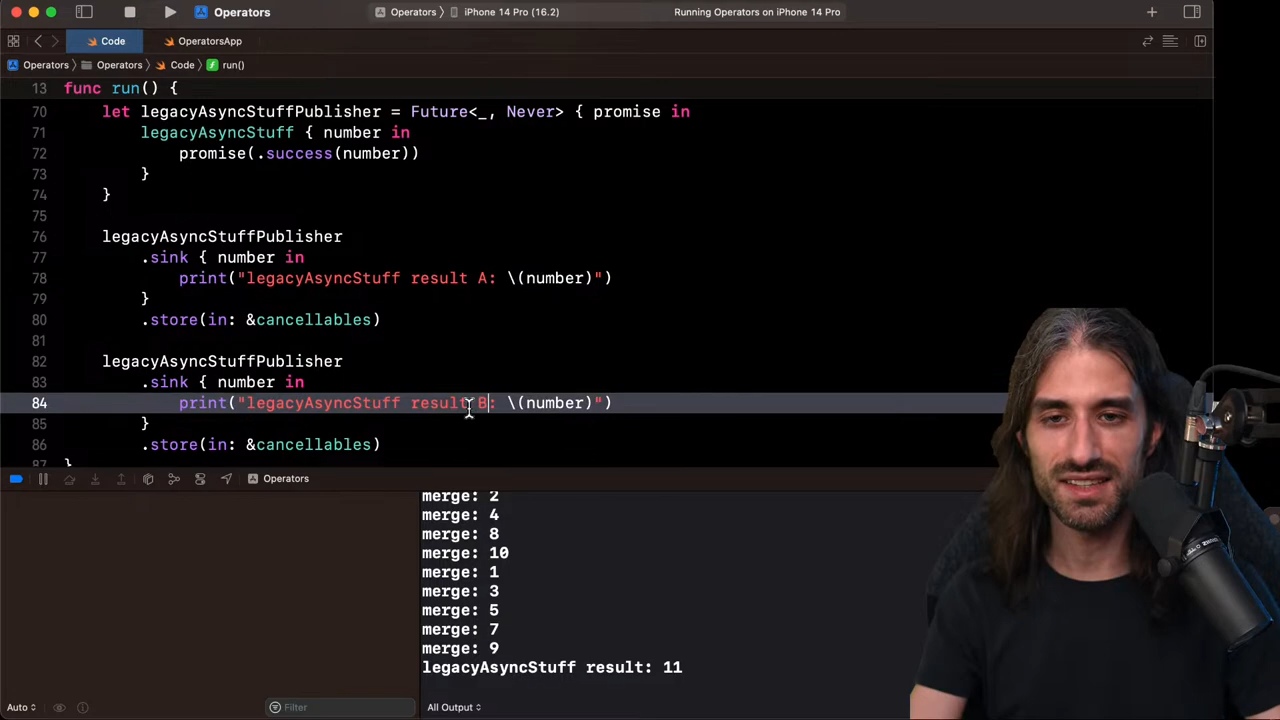 Operators
Operators
iPhone 14 Pro (16.2)
Running Operators on iPhone 14 Pro
Code
OperatorsApp
Operators
Operators
Code
run()
13 func run() {
70 let legacyAsyncStuffPublisher = Future<_, Never> { promise in
71 legacyAsyncStuff { number in
72 promise(.success(number))
73 }
74 }
75
76 legacyAsyncStuffPublisher
77 .sink { number in
78 print("legacyAsyncStuff result A: \(number)")
79 }
80 .store(in: &cancellables)
81
82 legacyAsyncStuffPublisher
83 .sink { number in
84 print("legacyAsyncStuff result B: \(number)")
85 }
86 .store(in: &cancellables)
87 }
Operators
merge: 2
merge: 4
merge: 8
merge: 10
merge: 1
merge: 3
merge: 5
merge: 7
merge: 9
legacyAsyncStuff result: 11
Auto
Filter
All Output